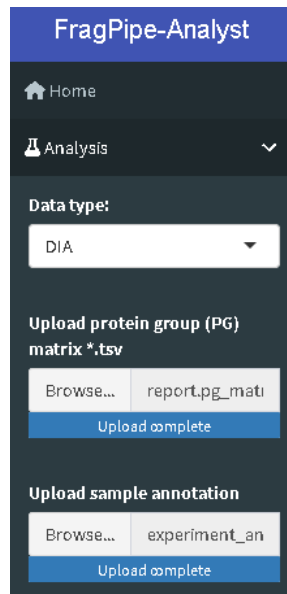 FragPipe-Analyst
Home
Analysis
Data type:
DIA
Upload protein group (PG)
matrix *.tsv
Browse... report.pg_matı
Upload complete
Upload sample annotation
Browse... experiment_an
Upload complete